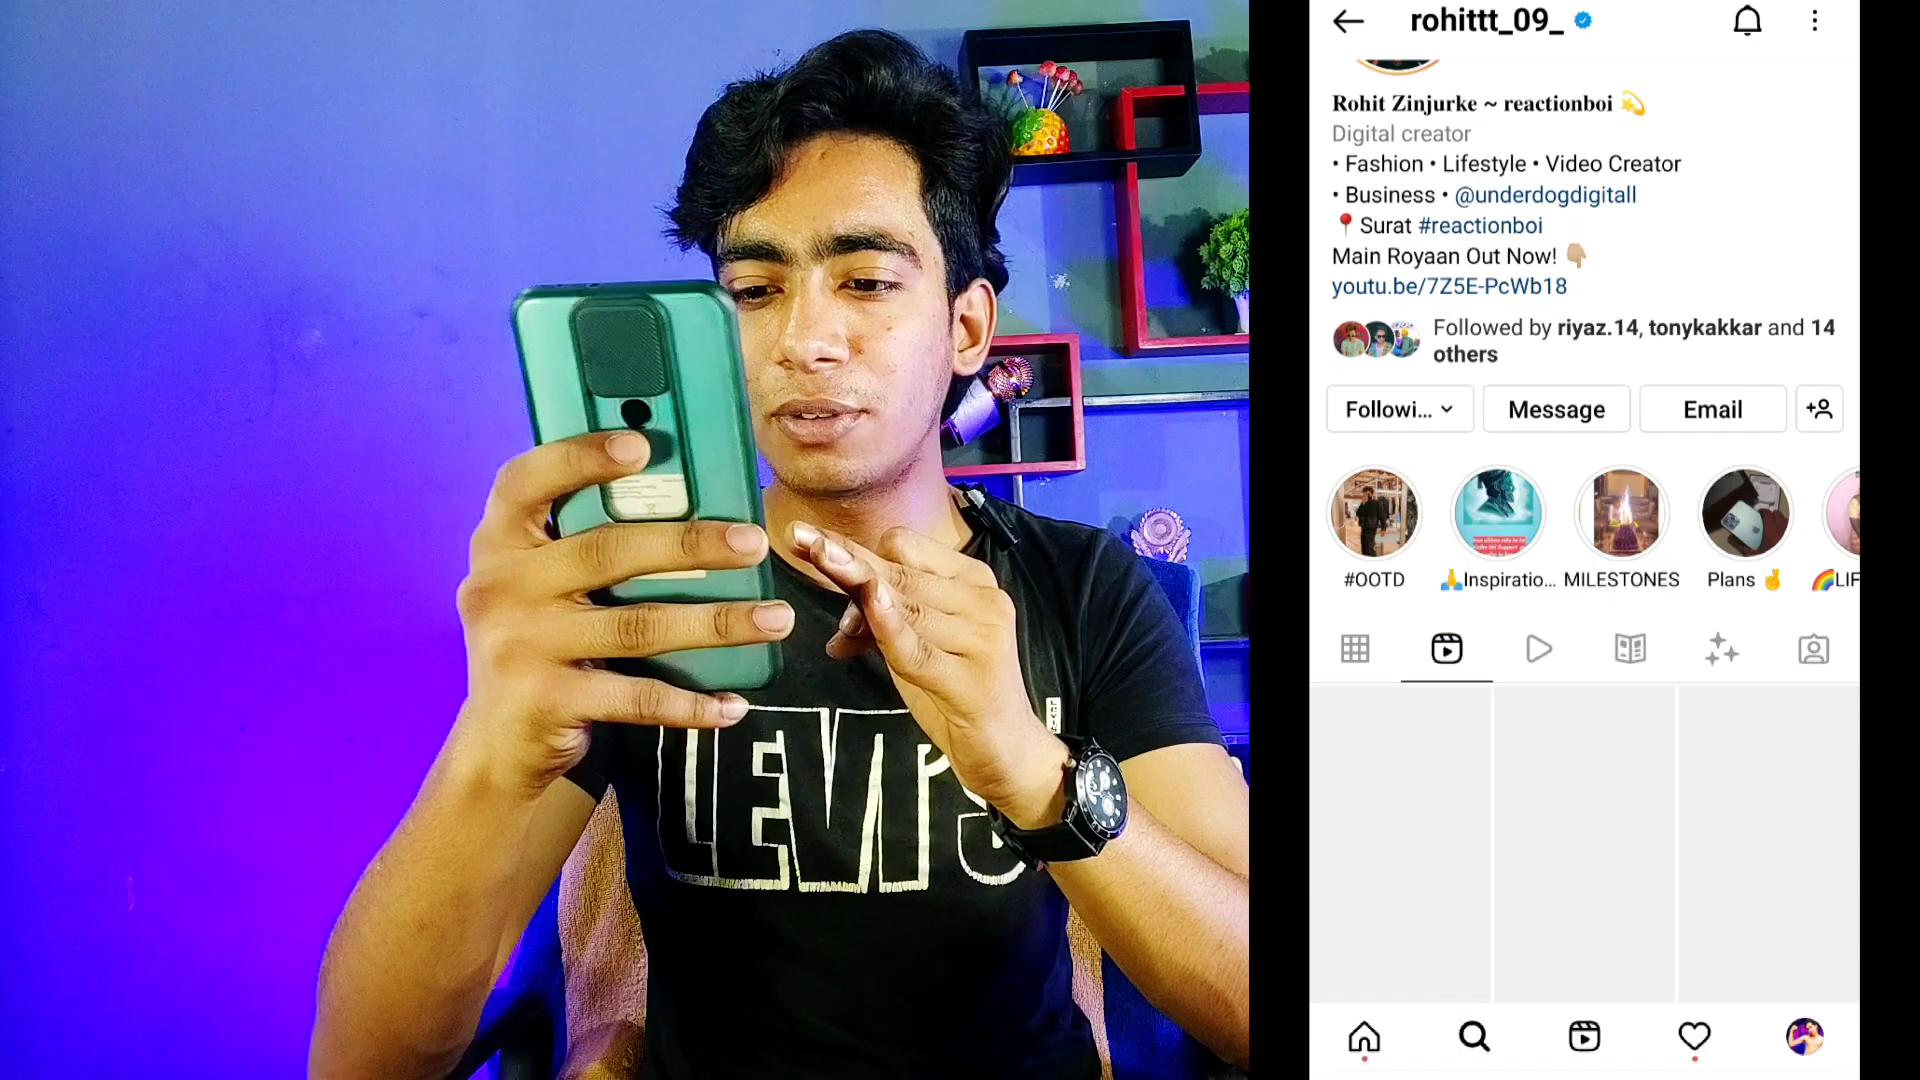 LEVI'S
rohittt_09_
Rohit Zinjurke ~ reactionboi 💫
Digital creator
• Fashion • Lifestyle • Video Creator
• Business • @underdogdigitall
📍Surat #reactionboi
Main Royaan Out Now! 👇🏼
youtu.be/7Z5E-PcWb18
Followed by riyaz.14, tonykakkar and 14
others
Followi...
Message
Email
#OOTD
🙏Inspiratio...
MILESTONES
Plans 🤞
🌈LIF